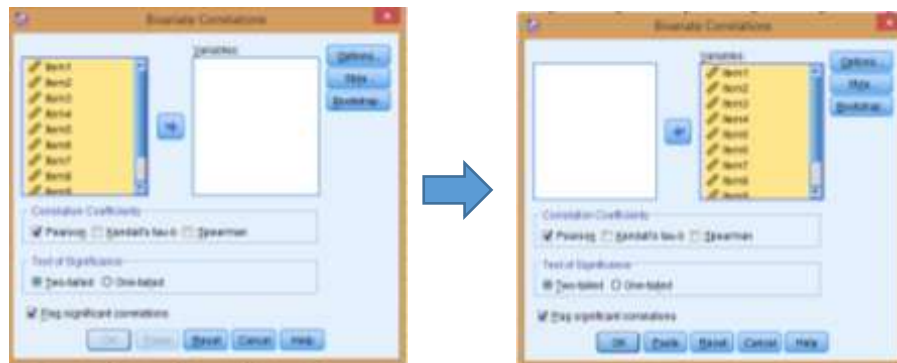 Bivariate Correlations
Variables:
Item1
Item2
Item3
Item4
Item5
Item6
Item7
Item8
Item9
Options...
Style...
Bootstrap...
Correlation Coefficients
Pearson Kendall's tau-b Spearman
Test of Significance
Two-tailed One-tailed
Flag significant correlations
OK Paste Reset Cancel Help
Bivariate Correlations
Variables:
Item1
Item2
Item3
Item4
Item5
Item6
Item7
Item8
Item9
Options...
Style...
Bootstrap...
Correlation Coefficients
Pearson Kendall's tau-b Spearman
Test of Significance
Two-tailed One-tailed
Flag significant correlations
OK Paste Reset Cancel Help